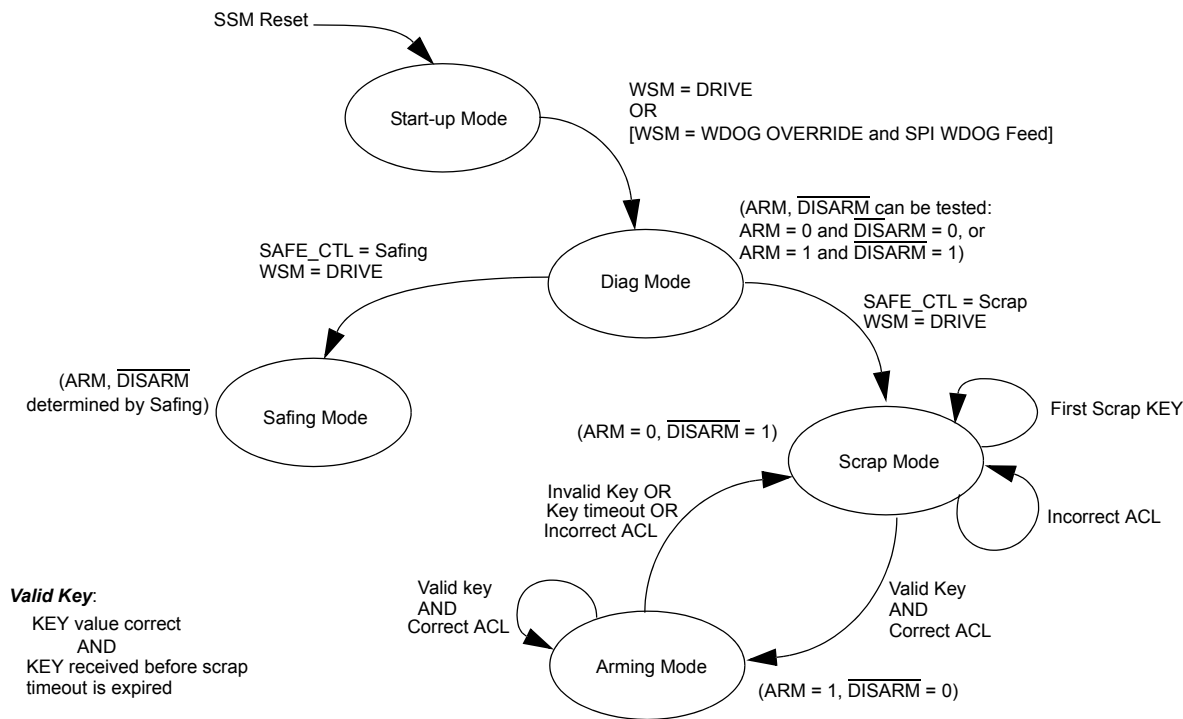 SSM Reset
Start-up Mode
WSM = DRIVE
OR
[WSM = WDOG OVERRIDE and SPI WDOG Feed]
(ARM, DISARM can be tested:
ARM = 0 and DISARM = 0, or
ARM = 1 and DISARM = 1)
SAFE_CTL = Safing
WSM = DRIVE
Diag Mode
SAFE_CTL = Scrap
WSM = DRIVE
(ARM, DISARM
determined by Safing)
Safing Mode
First Scrap KEY
(ARM = 0, DISARM = 1)
Scrap Mode
Invalid Key OR
Key timeout OR
Incorrect ACL
Incorrect ACL
Valid key
AND
Correct ACL
Valid Key
AND
Correct ACL
Arming Mode
(ARM = 1, DISARM = 0)
Valid Key:
KEY value correct
AND
KEY received before scrap
timeout is expired